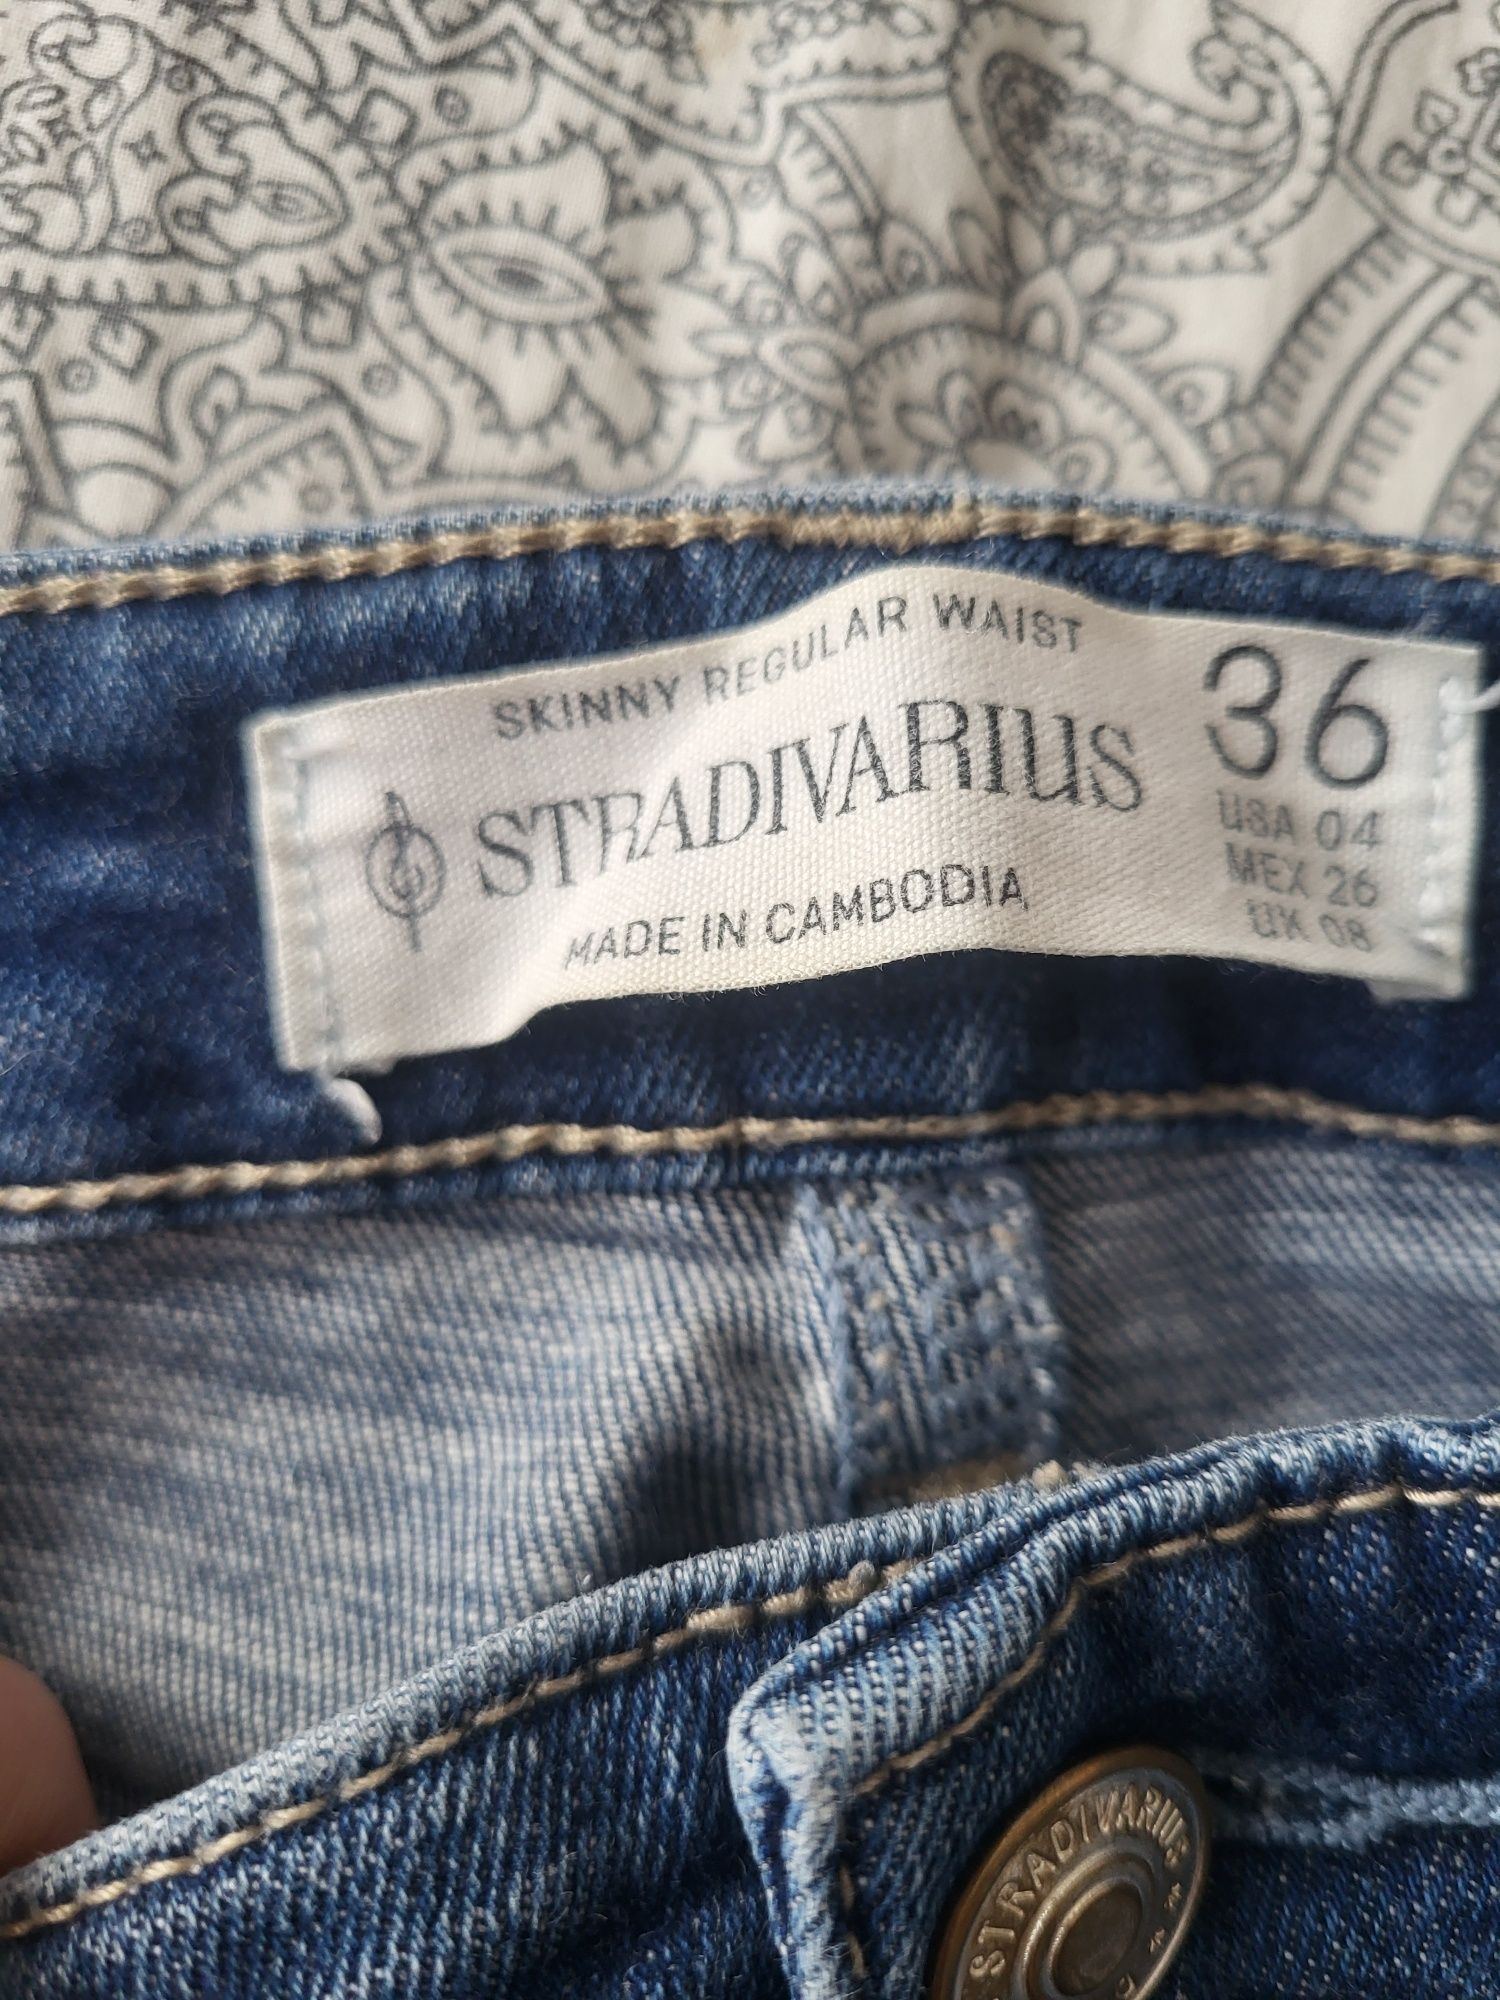 SKINNY REGULAR WAIST
STRADIVARIUS
MADE IN CAMBODIA
36
USA 04
MEX 26
UK 08
STRADIVARIUS